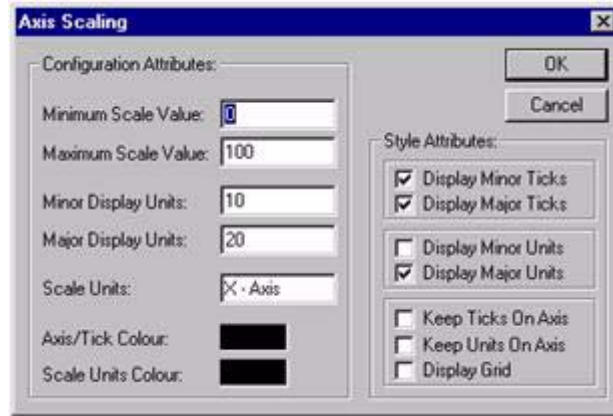 Axis Scaling
Configuration Attributes:
Minimum Scale Value: 0
Maximum Scale Value: 100
Minor Display Units: 10
Major Display Units: 20
Scale Units: X - Axis
Axis/Tick Colour:
Scale Units Colour:
OK
Cancel
Style Attributes:
Display Minor Ticks
Display Major Ticks
Display Minor Units
Display Major Units
Keep Ticks On Axis
Keep Units On Axis
Display Grid